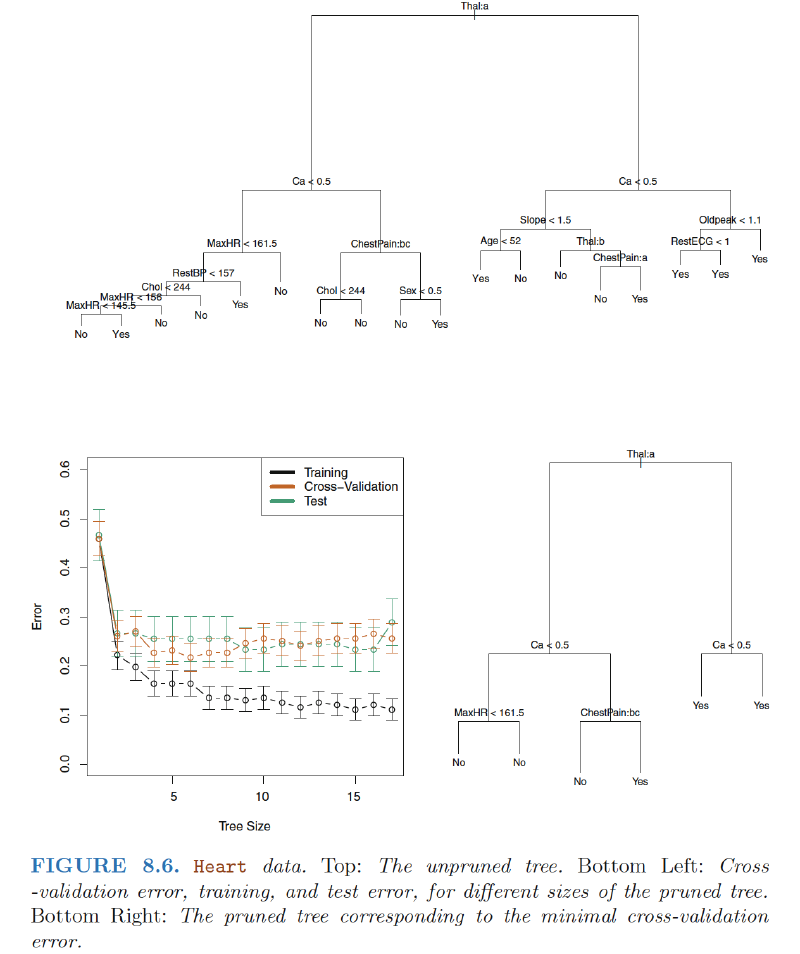 Thal:a
Ca < 0.5
Ca < 0.5
Slope < 1.5
Oldpeak < 1.1
MaxHR < 161.5
ChestPain:bc
Age < 52
Thal:b
RestECG < 1
ChestPain:a
Yes
RestBP < 157
Yes
No
No
Yes
Yes
Chol < 244
MaxHR < 156
MaxHR < 145.5
No
Chol < 244
Sex < 0.5
No
Yes
Yes
No
No
No
No
No
Yes
No
Yes
Thal:a
0.6
0.5
0.4
0.3
0.2
0.1
0.0
Error
Training
Cross−Validation
Test
5
10
15
Tree Size
Ca < 0.5
Ca < 0.5
MaxHR < 161.5
ChestPain:bc
Yes
Yes
No
No
No
Yes
FIGURE 8.6. Heart data. Top: The unpruned tree. Bottom Left: Cross
-validation error, training, and test error, for different sizes of the pruned tree.
Bottom Right: The pruned tree corresponding to the minimal cross-validation
error.